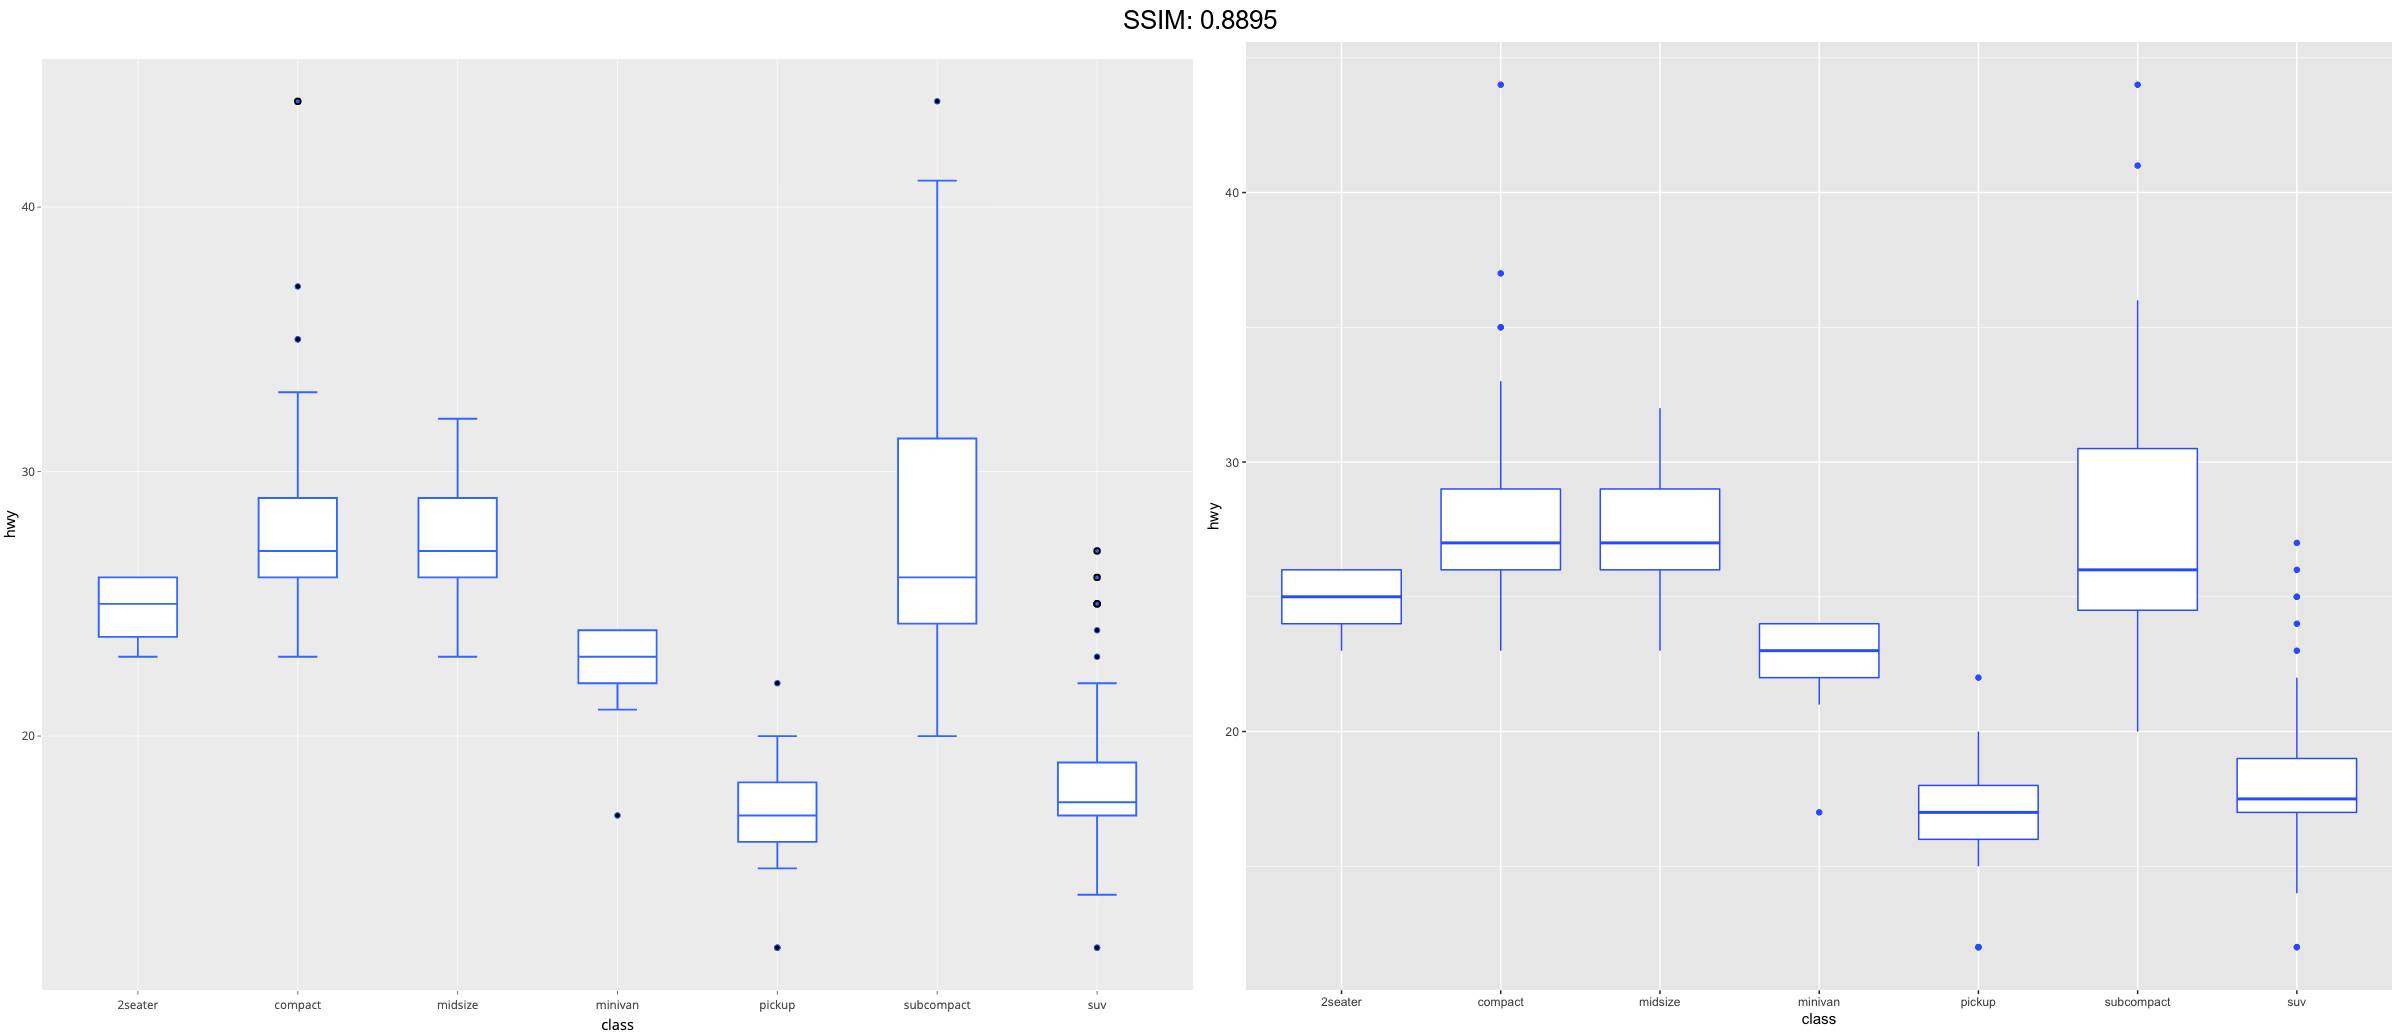 SSIM: 0.8895
hwy
40
30
20
2seater compact midsize minivan pickup subcompact suv
class
hwy
40
30
20
2seater compact midsize minivan pickup subcompact suv
class